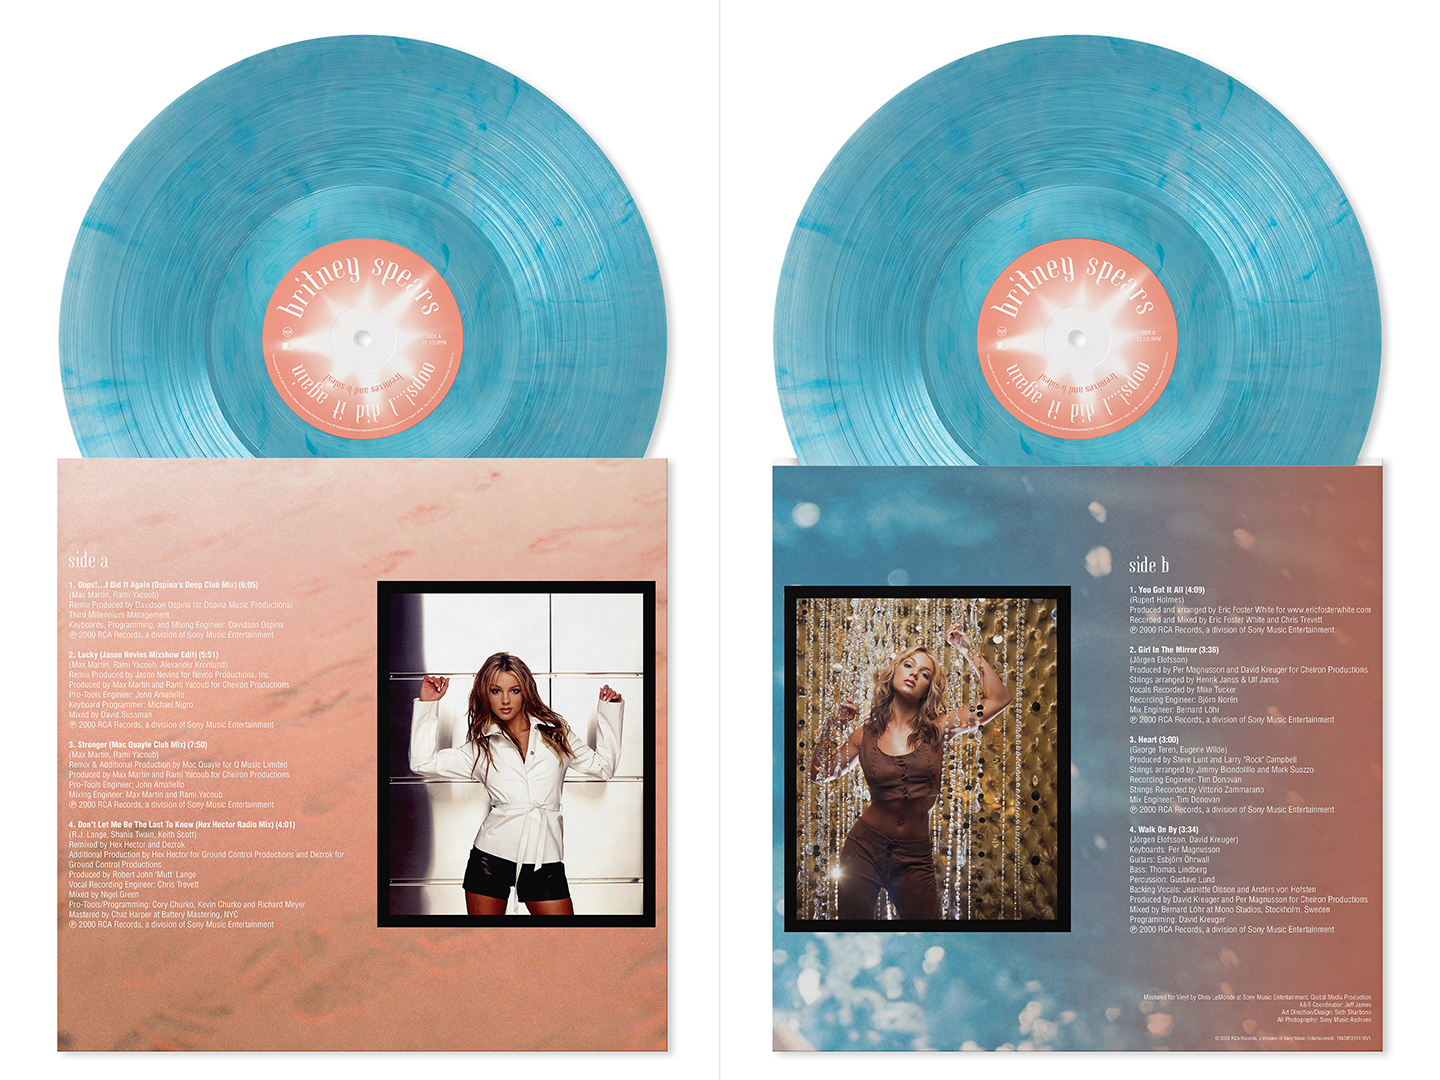 britney spears
SIDE A
33 1/3 RPM
oops!...I did it again
(remixes and b-sides)
side a
1. Oops!...I Did It Again (Ospina's Deep Club Mix) (6:05)
(Max Martin, Rami Yacoub)
Remix Produced by Davidson Ospina for Ospina Music Productions/
Third Millennium Management
Keyboards, Programming, and Mixing Engineer: Davidson Ospina
℗ 2000 RCA Records, a division of Sony Music Entertainment
2. Lucky (Jason Nevins Mixshow Edit) (5:51)
(Max Martin, Rami Yacoub, Alexander Kronlund)
Remix Produced by Jason Nevins for Nevco Productions, Inc.
Produced by Max Martin and Rami Yacoub for Cheiron Productions
Pro-Tools Engineer: John Amatiello
Keyboard Programmer: Michael Nigro
Mixed by David Sussman
℗ 2000 RCA Records, a division of Sony Music Entertainment
3. Stronger (Mac Quayle Club Mix) (7:50)
(Max Martin, Rami Yacoub)
Remix & Additional Production by Mac Quayle for Q Music Limited
Produced by Max Martin and Rami Yacoub for Cheiron Productions
Pro-Tools Engineer: John Amatiello
Mixing Engineer: Max Martin and Rami Yacoub
℗ 2000 RCA Records, a division of Sony Music Entertainment
4. Don't Let Me Be The Last To Know (Hex Hector Radio Mix) (4:01)
(R.J. Lange, Shania Twain, Keith Scott)
Remixed by Hex Hector and Dezrok
Additional Production by Hex Hector for Ground Control Productions and Dezrok for
Ground Control Productions
Produced by Robert John 'Mutt' Lange
Vocal Recording Engineer: Chris Trevett
Mixed by Nigel Green
Pro-Tools/Programming: Cory Churko, Kevin Churko and Richard Meyer
Mastered by Chaz Harper at Battery Mastering, NYC
℗ 2000 RCA Records, a division of Sony Music Entertainment
britney spears
SIDE B
33 1/3 RPM
oops!...I did it again
(remixes and b-sides)
side b
1. You Got It All (4:09)
(Rupert Holmes)
Produced and arranged by Eric Foster White for www.ericfosterwhite.com
Recorded and Mixed by Eric Foster White and Chris Trevett
℗ 2000 RCA Records, a division of Sony Music Entertainment
2. Girl In The Mirror (3:36)
(Jörgen Elofsson)
Produced by Per Magnusson and David Kreuger for Cheiron Productions
Strings arranged by Henrik Janss & Ulf Janss
Vocals Recorded by Mike Tucker
Recording Engineer: Björn Norén
Mix Engineer: Bernard Löhr
℗ 2000 RCA Records, a division of Sony Music Entertainment
3. Heart (3:00)
(George Teren, Eugene Wilde)
Produced by Steve Lunt and Larry "Rock" Campbell
Strings arranged by Jimmy Biondolillo and Mark Suozzo
Recording Engineer: Tim Donovan
Strings Recorded by Vittorio Zammarano
Mix Engineer: Tim Donovan
℗ 2000 RCA Records, a division of Sony Music Entertainment
4. Walk On By (3:34)
(Jörgen Elofsson, David Kreuger)
Keyboards: Per Magnusson
Guitars: Esbjörn Öhrwall
Bass: Thomas Lindberg
Percussion: Gustave Lund
Backing Vocals: Jeanette Olsson and Anders von Hofsten
Produced by David Kreuger and Per Magnusson for Cheiron Productions
Mixed by Bernard Löhr at Mono Studios, Stockholm, Sweden
Programming: David Kreuger
℗ 2000 RCA Records, a division of Sony Music Entertainment
Mastered for Vinyl by Chris LeMonde at Sony Music Entertainment, Global Media Production
A&R Coordinator: Jeff James
Art Direction/Design: Seth Sharbono
All Photography: Sony Music Archives
© 2020 RCA Records, a division of Sony Music Entertainment.